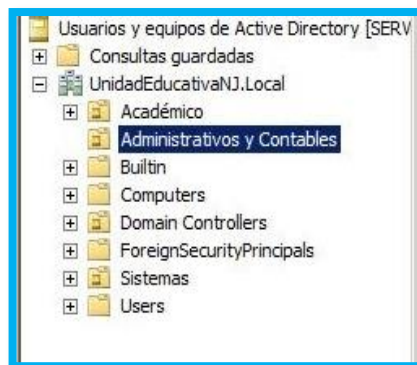 Usuarios y equipos de Active Directory [SERV
Consultas guardadas
UnidadEducativaNJ.Local
Académico
Administrativos y Contables
Builtin
Computers
Domain Controllers
ForeignSecurityPrincipals
Sistemas
Users